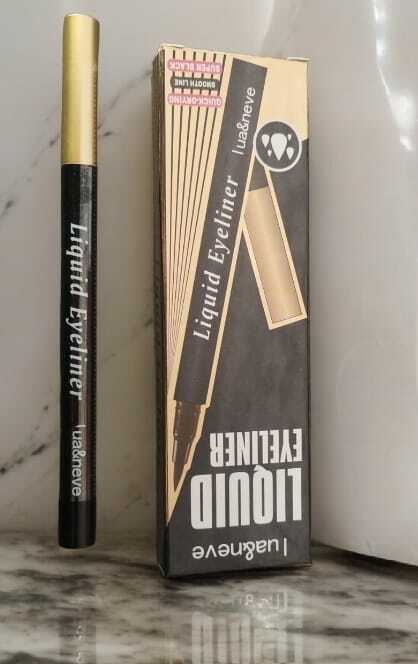 Liquid Eyeliner lua&neve
lua&neve
LIQUID
EYELINER
Liquid Eyeliner lua&neve
QUICK-DRYING
SMOOTH LINE
SUPER BLACK